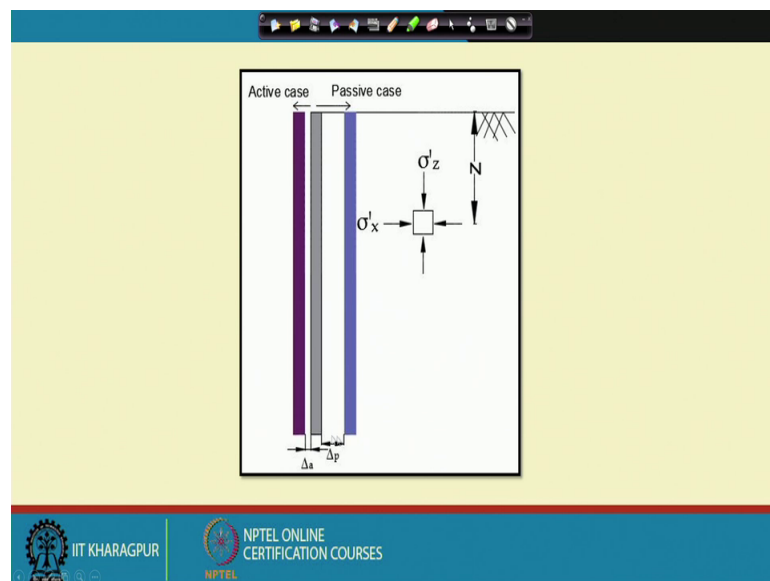 Active case
Passive case
σ'z
N
σ'x
Δa
Δp
IIT KHARAGPUR
NPTEL
NPTEL ONLINE
CERTIFICATION COURSES